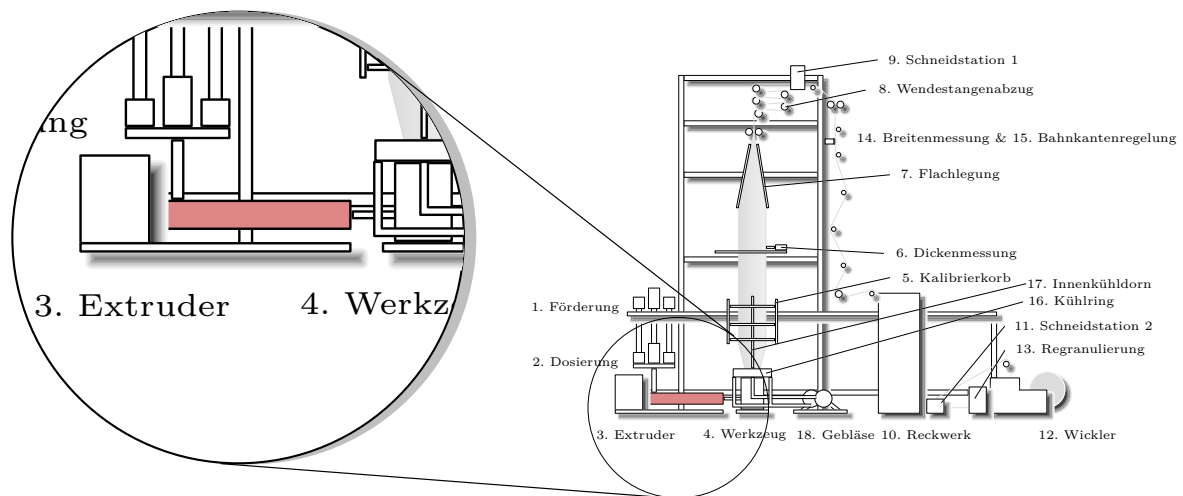 9. Schneidstation 1
8. Wendestangenabzug
14. Breitenmessung & 15. Bahnkantenregelung
7. Flachlegung
6. Dickenmessung
5. Kalibrierkorb
17. Innenkühldorn
16. Kühlring
1. Förderung
11. Schneidstation 2
13. Regranulierung
2. Dosierung
3. Extruder
4. Werkzeug
18. Gebläse
10. Reckwerk
12. Wickler
ing
3. Extruder
4. Werkze